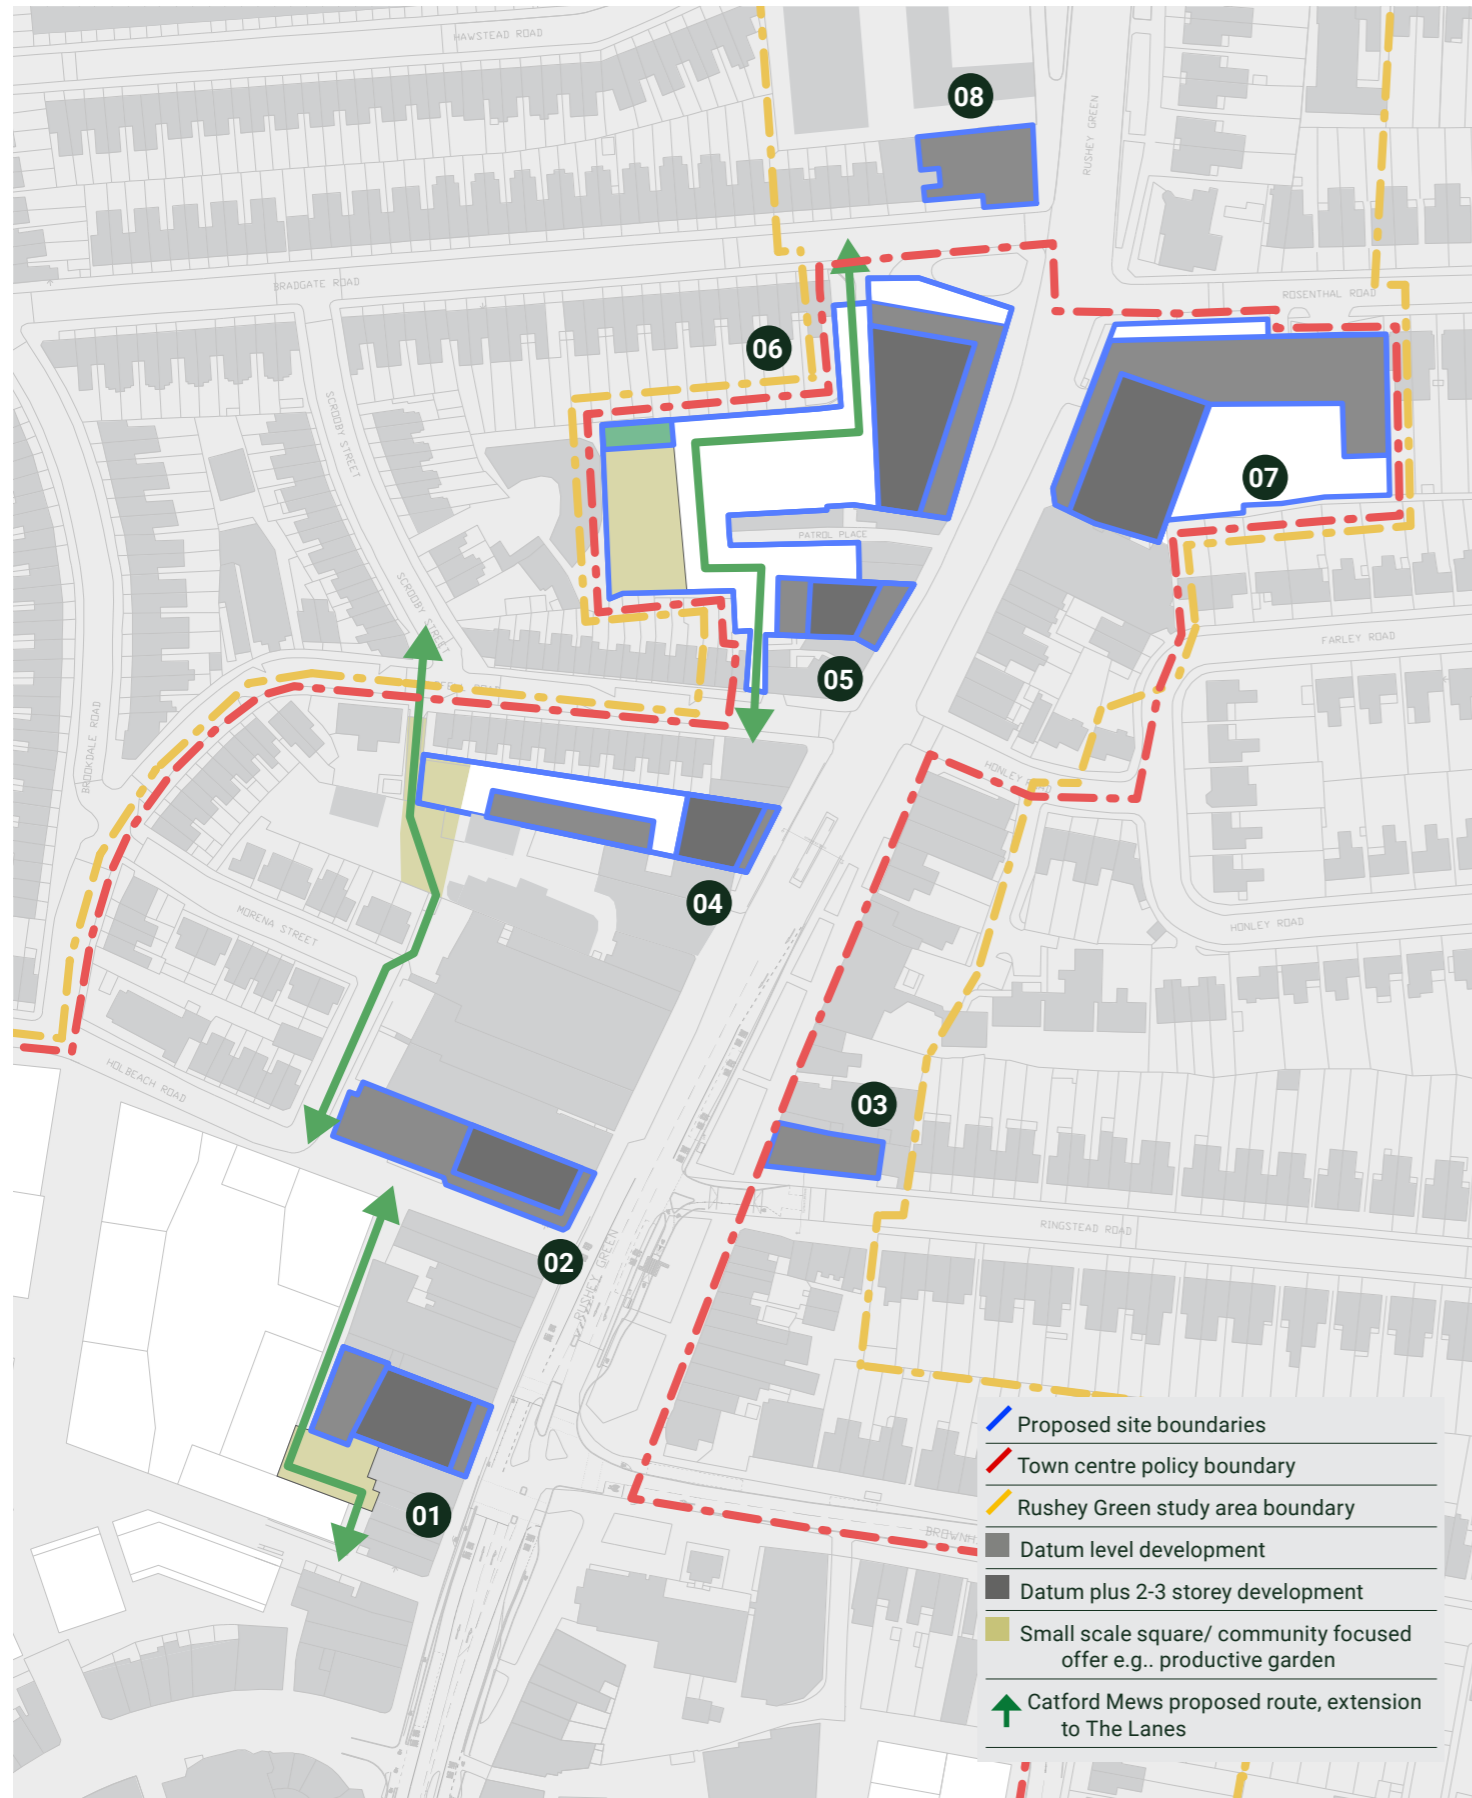 HAWSTEAD ROAD
08
RUSHEY GREEN
BRADGATE ROAD
ROSENTHAL ROAD
06
SCROOBY STREET
07
PATROL PLACE
SCROOBY STREET
FARLEY ROAD
05
BROOKDALE ROAD
HONLEY
04
MORENA STREET
HONLEY ROAD
HOLBEACH ROAD
03
RINGSTEAD ROAD
02
RUSHEY GREEN
01
BROWNH
Proposed site boundaries
Town centre policy boundary
Rushey Green study area boundary
Datum level development
Datum plus 2-3 storey development
Small scale square/ community focused
offer e.g.. productive garden
Catford Mews proposed route, extension
to The Lanes